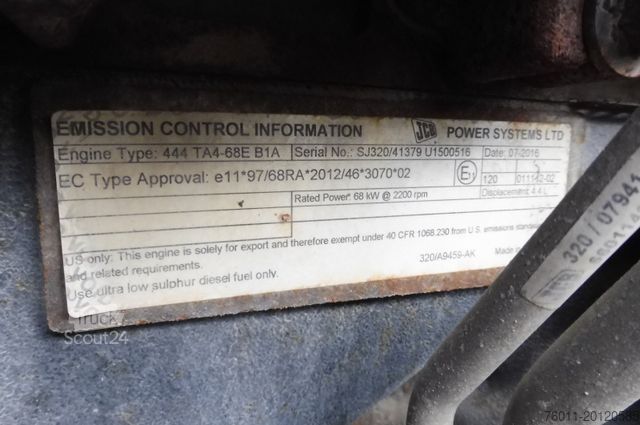 EMISSION CONTROL INFORMATION JCB POWER SYSTEMS LTD
Engine Type: 444 TA4-68E B1A Serial No: SJ320/41379 U1500516 Date: 07-2016
EC Type Approval: e11*97/68RA*2012/46*3070*02 E11 120
Rated Power* 68 kW @ 2200 rpm Displacement: 4.4 L
US only: This engine is solely for export and therefore exempt under 40 CFR 1068.230 from U.S. emissions
and related requirements. 320/A9459-AK Made in
Use ultra low sulphur diesel fuel only.
320/07941
Truck
Scout24
76011-20120585